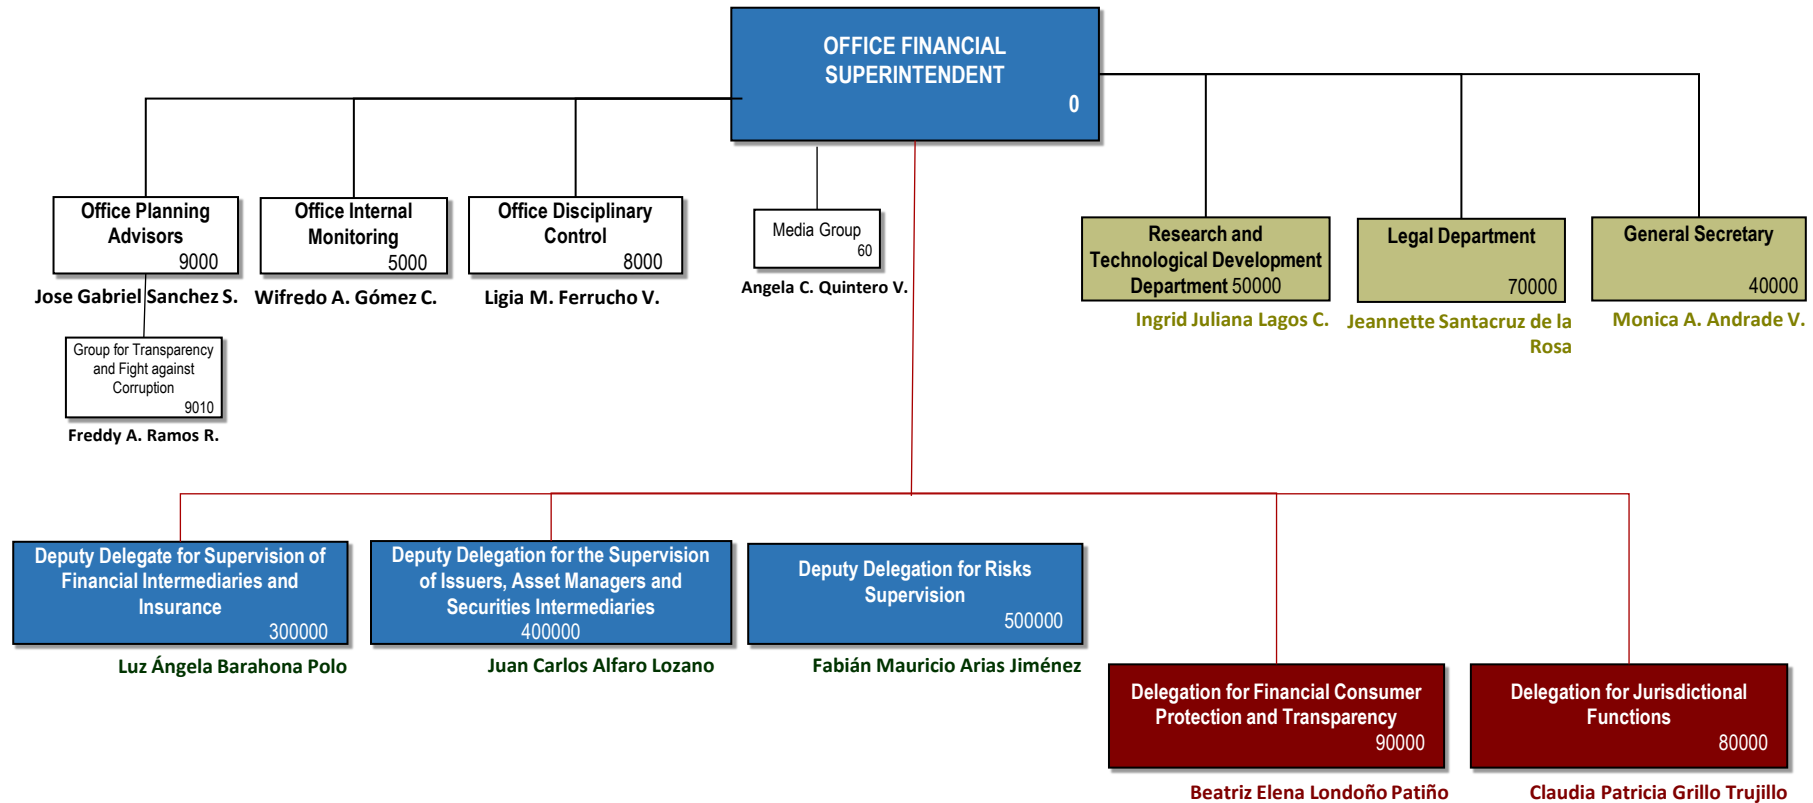 OFFICE FINANCIAL
SUPERINTENDENT
0
Office Planning
Advisors
9000
Jose Gabriel Sanchez S.
Office Internal
Monitoring
5000
Wifredo A. Gómez C.
Office Disciplinary
Control
8000
Ligia M. Ferrucho V.
Media Group
60
Angela C. Quintero V.
Research and
Technological Development
Department 50000
Ingrid Juliana Lagos C.
Legal Department
70000
Jeannette Santacruz de la
Rosa
General Secretary
40000
Monica A. Andrade V.
Group for Transparency
and Fight against
Corruption
9010
Freddy A. Ramos R.
Deputy Delegate for Supervision of
Financial Intermediaries and
Insurance
300000
Luz Ángela Barahona Polo
Deputy Delegation for the Supervision
of Issuers, Asset Managers and
Securities Intermediaries
400000
Juan Carlos Alfaro Lozano
Deputy Delegation for Risks
Supervision
500000
Fabián Mauricio Arias Jiménez
Delegation for Financial Consumer
Protection and Transparency
90000
Beatriz Elena Londoño Patiño
Delegation for Jurisdictional
Functions
80000
Claudia Patricia Grillo Trujillo